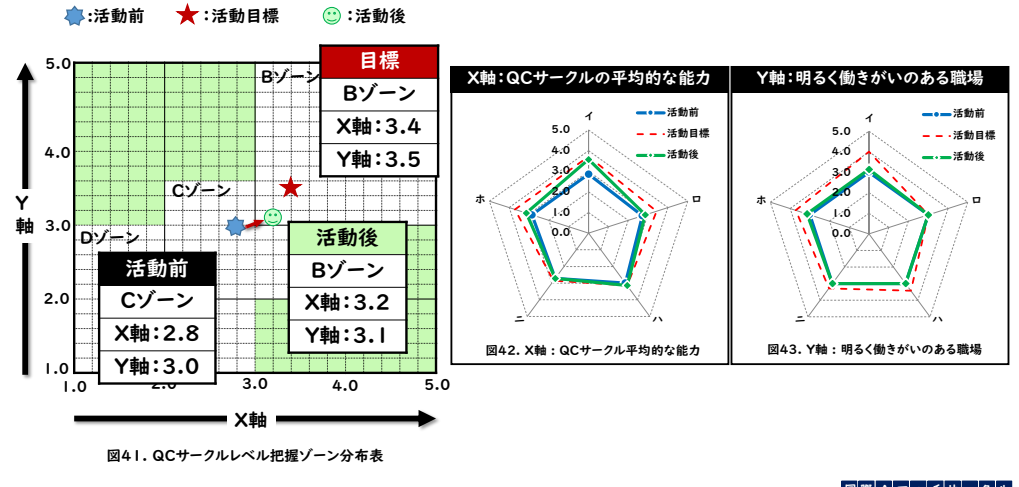 :活動前
:活動目標
:活動後
5.0
4.0
3.0
2.0
1.0
Y軸
Bゾーン
Cゾーン
Dゾーン
目標
Bゾーン
X軸:3.4
Y軸:3.5
活動前
Cゾーン
X軸:2.8
Y軸:3.0
活動後
Bゾーン
X軸:3.2
Y軸:3.1
1.0
2.0
3.0
4.0
5.0
X軸
図41. QCサークルレベル把握ゾーン分布表
X軸:QCサークルの平均的な能力
活動前
活動目標
活動後
イ
ロ
ハ
ニ
ホ
5.0
4.0
3.0
2.0
1.0
0.0
図42. X軸:QCサークル平均的な能力
Y軸:明るく働きがいのある職場
活動前
活動目標
活動後
イ
ロ
ハ
ニ
ホ
5.0
4.0
3.0
2.0
1.0
0.0
図43. Y軸:明るく働きがいのある職場